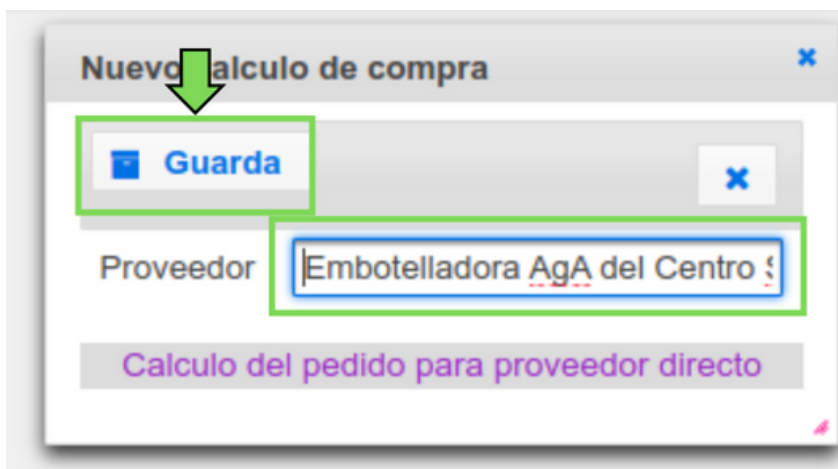 Nuevo calculo de compra
Guarda
Proveedor Embotelladora AgA del Centro S
Calculo del pedido para proveedor directo